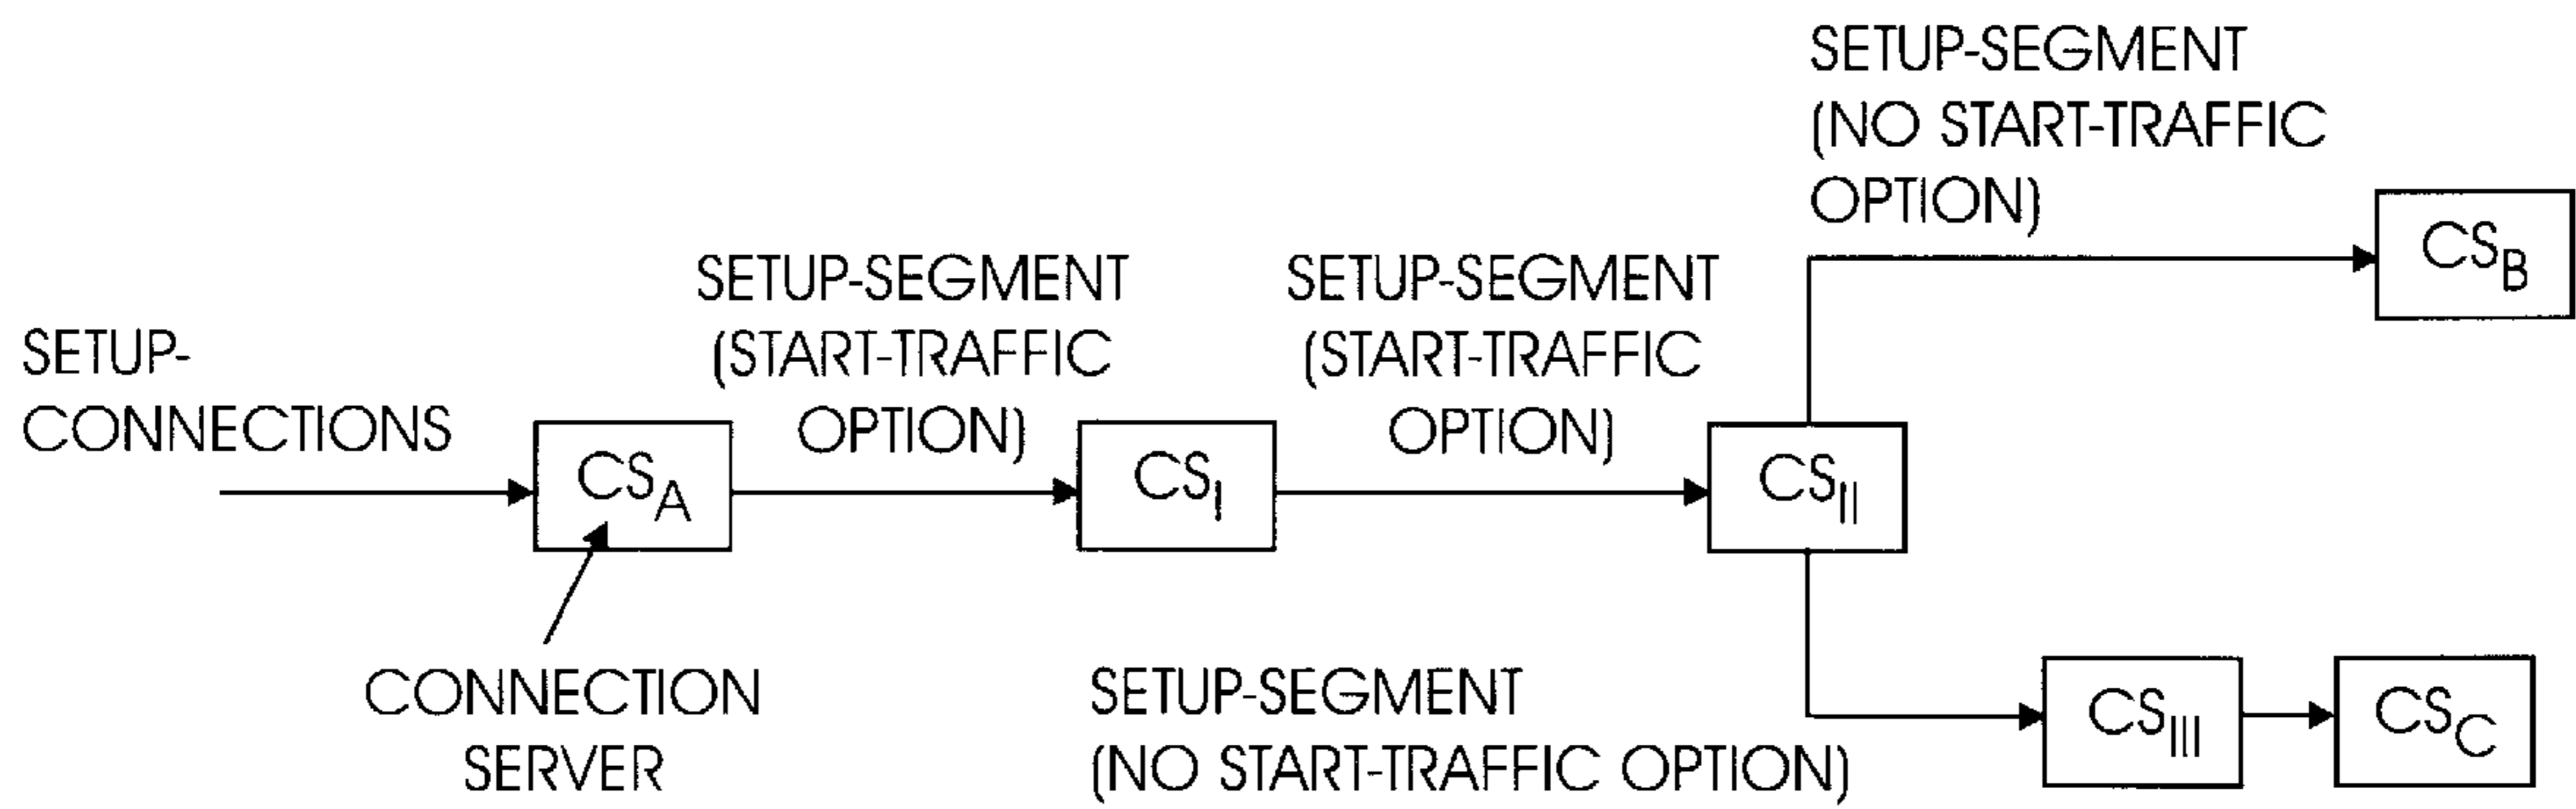 SETUP-SEGMENT
(NO START-TRAFFIC
OPTION)
CS_B
SETUP-SEGMENT
(START-TRAFFIC
OPTION)
SETUP-SEGMENT
(START-TRAFFIC
OPTION)
SETUP-
CONNECTIONS
CS_A
CS_I
CS_II
CONNECTION
SERVER
SETUP-SEGMENT
(NO START-TRAFFIC OPTION)
CS_III
CS_C